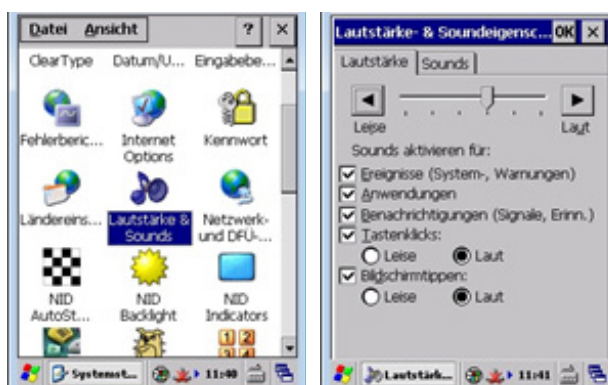 Datei Ansicht ? ×
ClearType Datum/U... Eingabebe...
Fehlerberic... Internet Options Kennwort
Ländereins... Lautstärke & Sounds Netzwerk- und DFÜ-...
NID AutoSt... NID Backlight NID Indicators
12
34
Systemst... 11:40
Lautstärke- & Soundeigensc... OK ×
Lautstärke Sounds
Leise Laut
Sounds aktivieren für:
Ereignisse (System-, Warnungen)
Anwendungen
Benachrichtigungen (Signale, Erinn.)
Tastenklicks:
Leise Laut
Bildschirmtippen:
Leise Laut
Lautstärk... 11:41